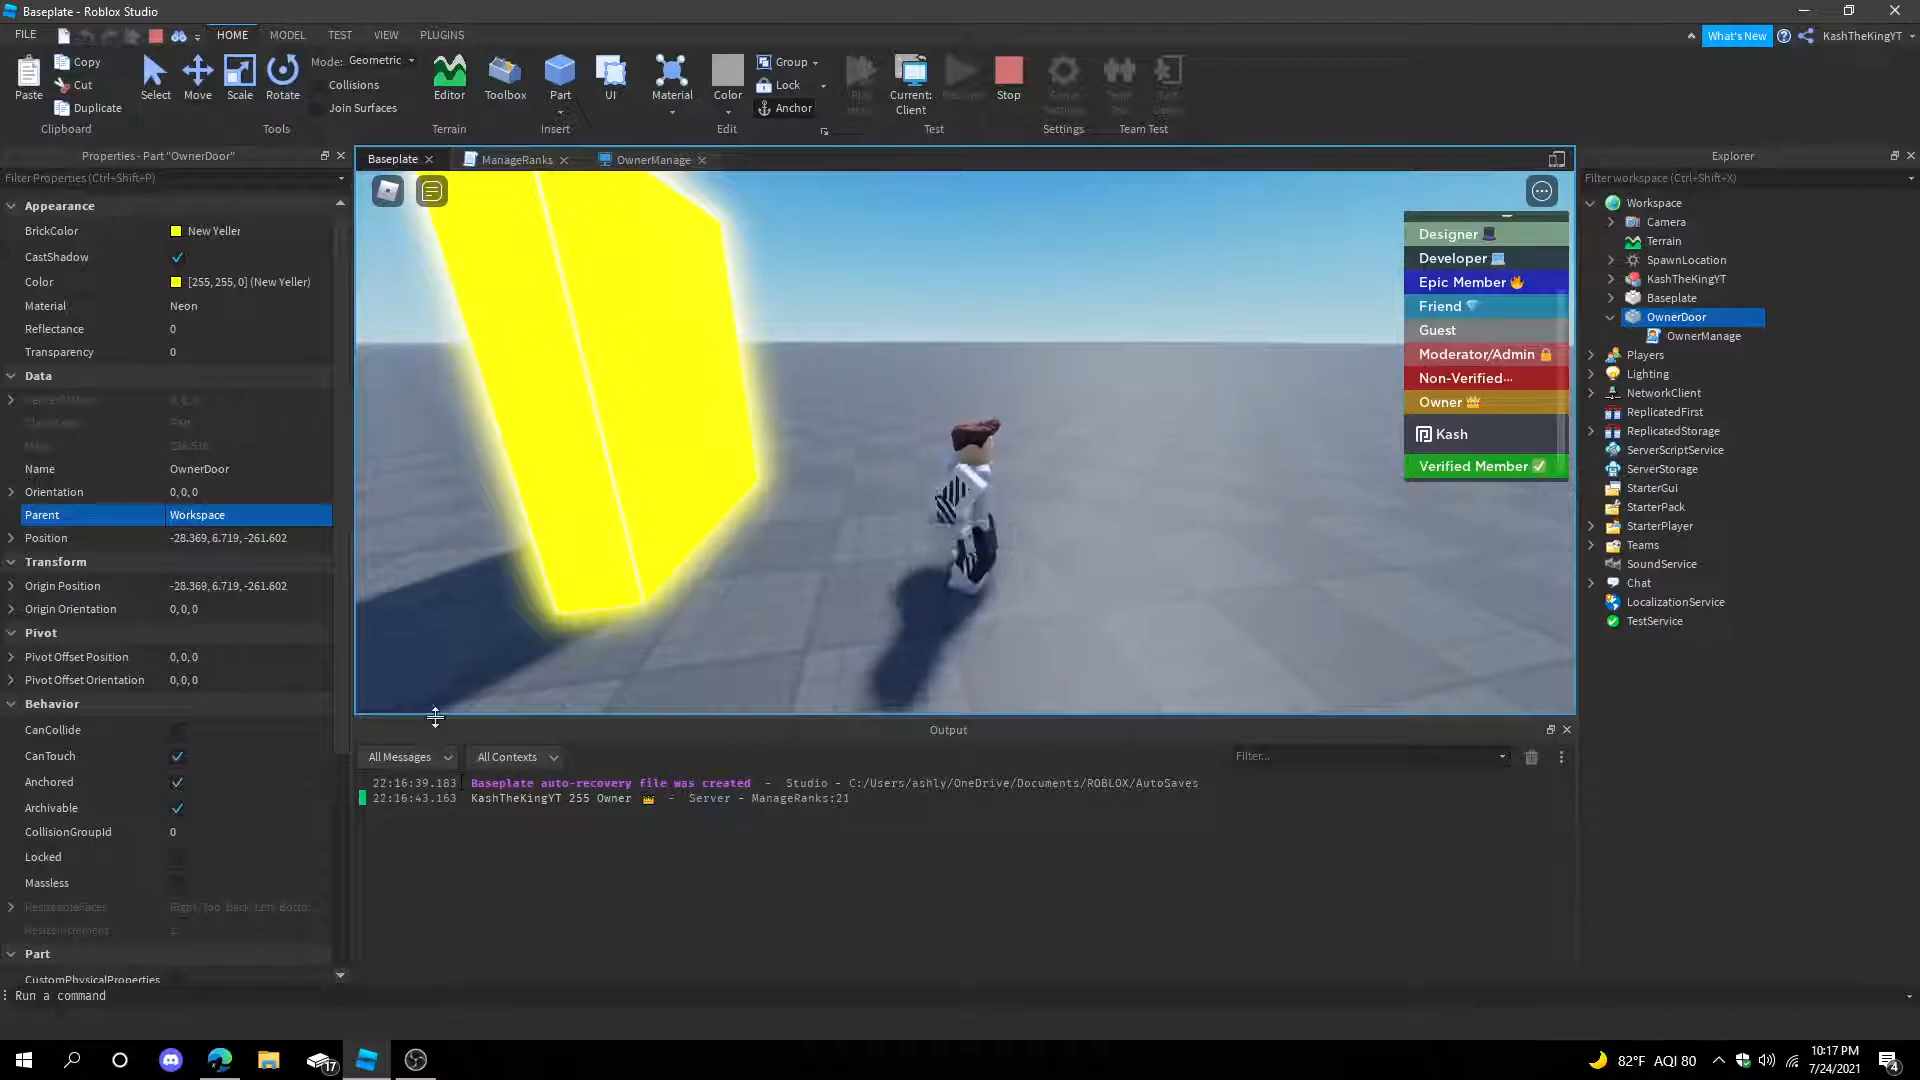 Baseplate - Roblox Studio
FILE
HOME
MODEL
TEST
VIEW
PLUGINS
What's New
KashTheKingYT
Paste
Copy
Cut
Duplicate
Clipboard
Select
Move
Scale
Rotate
Mode: Geometric
Collisions
Join Surfaces
Tools
Editor
Terrain
Toolbox
Part
UI
Insert
Material
Color
Group
Lock
Anchor
Edit
Current:
Client
Stop
Test
Settings
Team Test
Properties - Part "OwnerDoor"
Filter Properties (Ctrl+Shift+P)
Appearance
BrickColor New Yeller
CastShadow
Color [255, 255, 0] (New Yeller)
Material Neon
Reflectance 0
Transparency 0
Data
Name OwnerDoor
Orientation 0, 0, 0
Parent Workspace
Position -28.369, 6.719, -261.602
Transform
Origin Position -28.369, 6.719, -261.602
Origin Orientation 0, 0, 0
Pivot
Pivot Offset Position 0, 0, 0
Pivot Offset Orientation 0, 0, 0
Behavior
CanCollide
CanTouch
Anchored
Archivable
CollisionGroupId 0
Locked
Massless
Part
CustomPhysicalProperties
Run a command
Baseplate
ManageRanks
OwnerManage
Designer 🎩
Developer 💻
Epic Member 🔥
Friend 💎
Guest
Moderator/Admin 🔒
Non-Verified...
Owner 👑
Kash
Verified Member ✅
Output
All Messages
All Contexts
Filter...
22:16:39.183 Baseplate auto-recovery file was created - Studio - C:/Users/ashly/OneDrive/Documents/ROBLOX/AutoSaves
22:16:43.163 KashTheKingYT 255 Owner 👑 - Server - ManageRanks:21
Explorer
Filter workspace (Ctrl+Shift+X)
Workspace
Camera
Terrain
SpawnLocation
KashTheKingYT
Baseplate
OwnerDoor
OwnerManage
Players
Lighting
NetworkClient
ReplicatedFirst
ReplicatedStorage
ServerScriptService
ServerStorage
StarterGui
StarterPack
StarterPlayer
Teams
SoundService
Chat
LocalizationService
TestService
17
82°F AQI 80
10:17 PM
7/24/2021
4